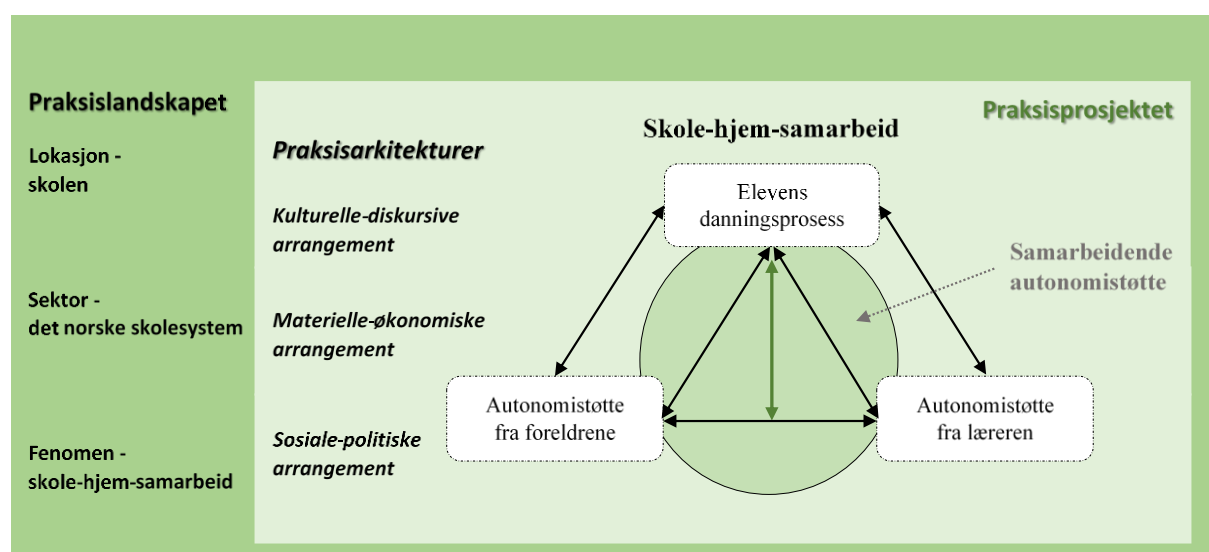 Praksislandskapet
Lokasjon -
skolen
Sektor -
det norske skolesystem
Fenomen -
skole-hjem-samarbeid
Praksisarkitekturer
Kulturelle-diskursive
arrangement
Materielle-økonomiske
arrangement
Sosiale-politiske
arrangement
Skole-hjem-samarbeid
Praksisprosjektet
Elevens
danningsprosess
Samarbeidende
autonomistøtte
Autonomistøtte
fra foreldrene
Autonomistøtte
fra læreren